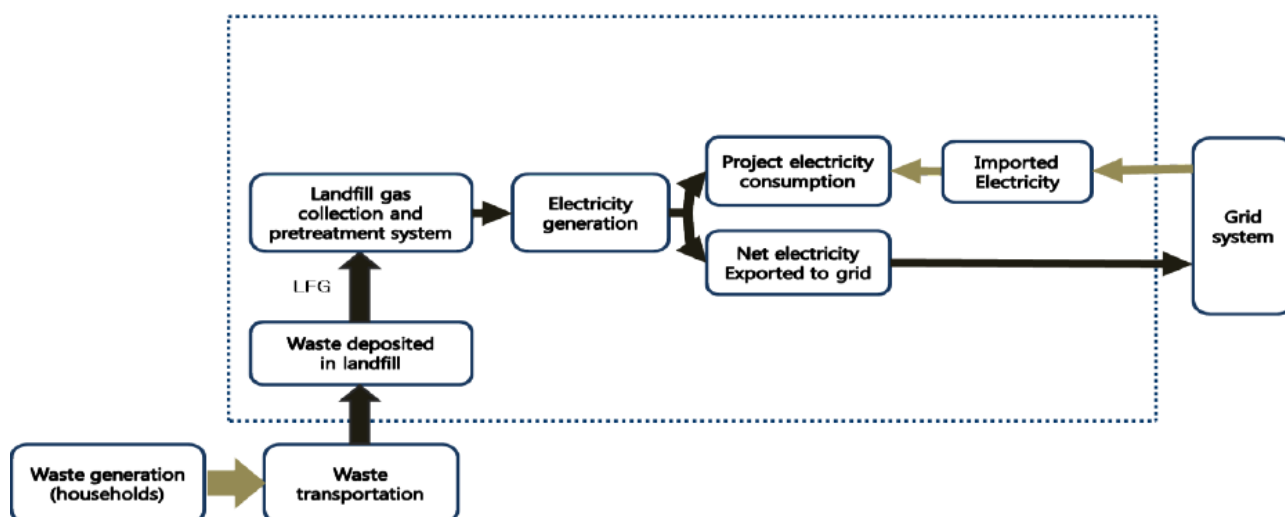 Project electricity
consumption
Imported
Electricity
Landfill gas
collection and
pretreatment system
Electricity
generation
Grid
system
Net electricity
Exported to grid
LFG
Waste deposited
in landfill
Waste generation
(households)
Waste
transportation